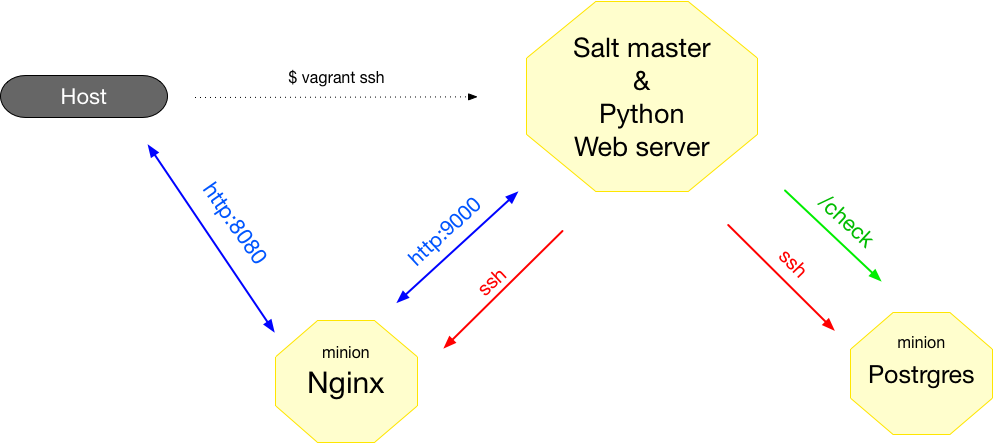 Salt master
&
Python
Web server
$ vagrant ssh
Host
http:8080
http:9000
ssh
/check
ssh
minion
Nginx
minion
Postrgres